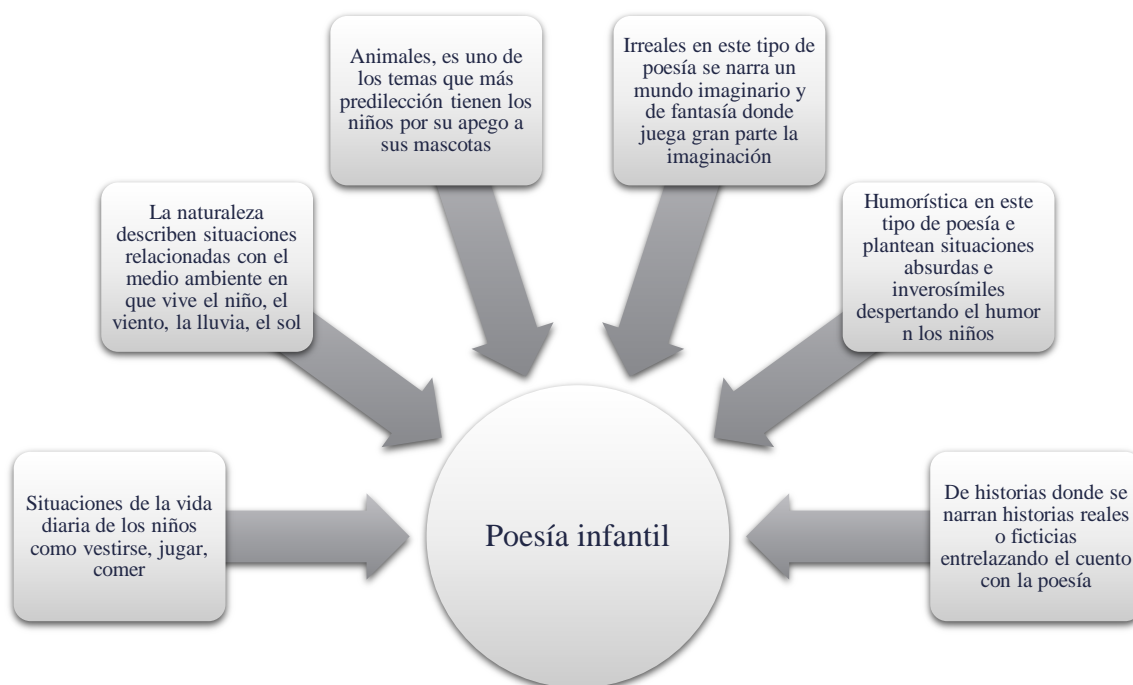 Situaciones de la vida
diaria de los niños
como vestirse, jugar,
comer
La naturaleza
describen situaciones
relacionadas con el
medio ambiente en
que vive el niño, el
viento, la lluvia, el sol
Animales, es uno de
los temas que más
predilección tienen los
niños por su apego a
sus mascotas
Irreales en este tipo de
poesía se narra un
mundo imaginario y
de fantasía donde
juega gran parte la
imaginación
Humorística en este
tipo de poesía e
plantean situaciones
absurdas e
inverosímiles
despertando el humor
n los niños
De historias donde se
narran historias reales
o ficticias
entrelazando el cuento
con la poesía
Poesía infantil